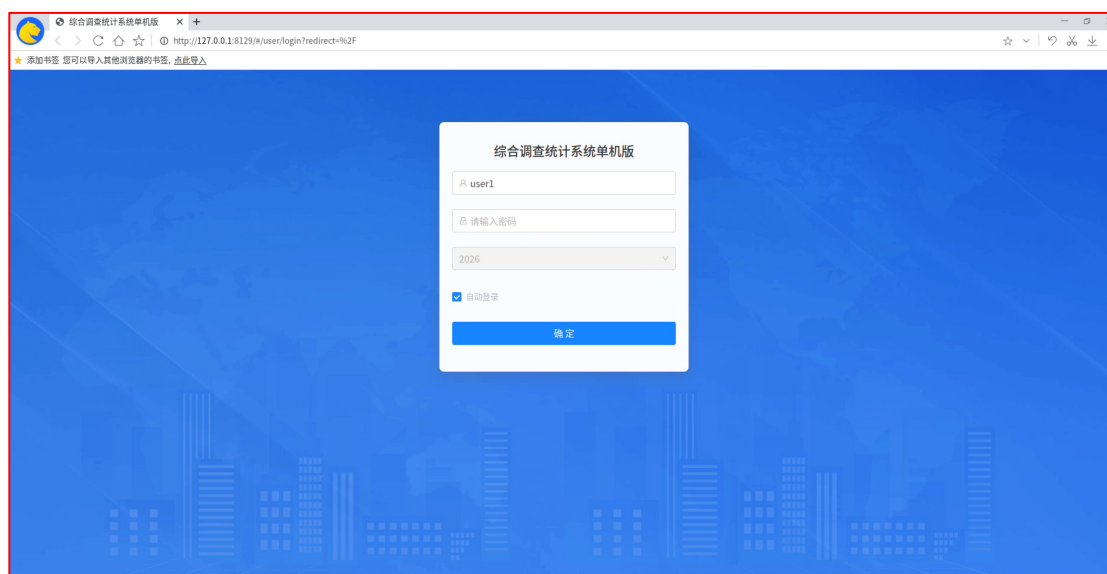 综合调查统计系统单机版
http://127.0.0.1:8129/#/user/login?redirect=%2F
添加书签 您可以导入其他浏览器的书签, 点此导入
综合调查统计系统单机版
user1
请输入密码
2026
自动登录
确 定